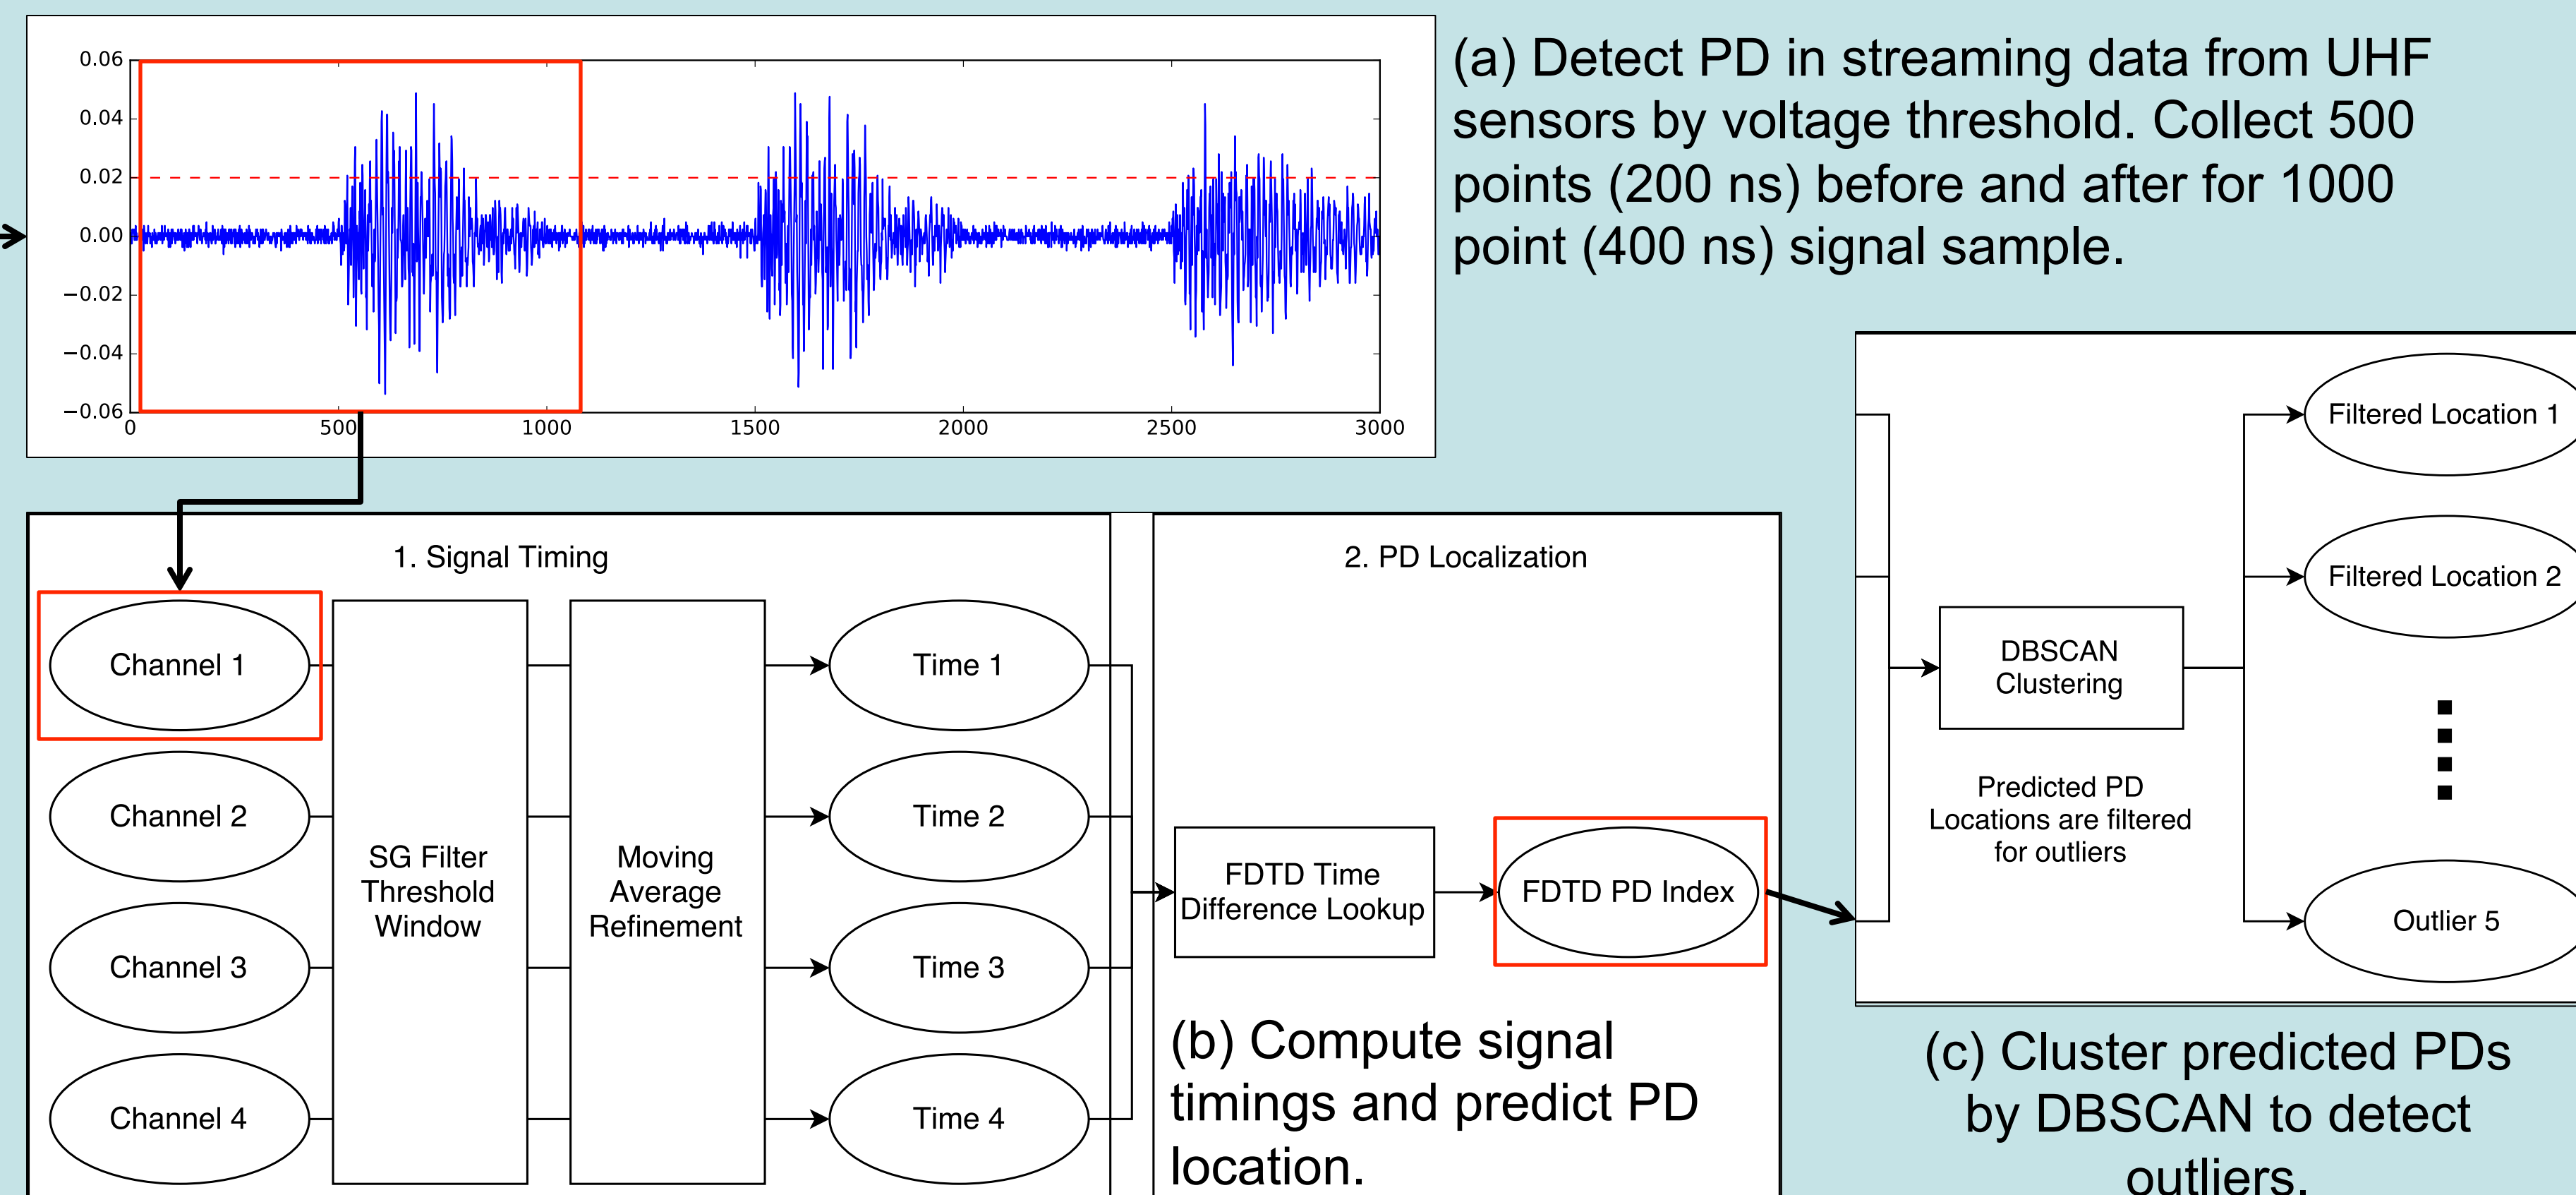 0.06
0.04
0.02
0.00
−0.02
−0.04
−0.06
0
500
1000
1500
2000
2500
3000
(a) Detect PD in streaming data from UHF
sensors by voltage threshold. Collect 500
points (200 ns) before and after for 1000
point (400 ns) signal sample.
1. Signal Timing
Channel 1
Channel 2
Channel 3
Channel 4
SG Filter
Threshold
Window
Moving
Average
Refinement
Time 1
Time 2
Time 3
Time 4
2. PD Localization
FDTD Time
Difference Lookup
FDTD PD Index
(b) Compute signal
timings and predict PD
location.
DBSCAN
Clustering
Predicted PD
Locations are filtered
for outliers
Filtered Location 1
Filtered Location 2
Outlier 5
(c) Cluster predicted PDs
by DBSCAN to detect
outliers.